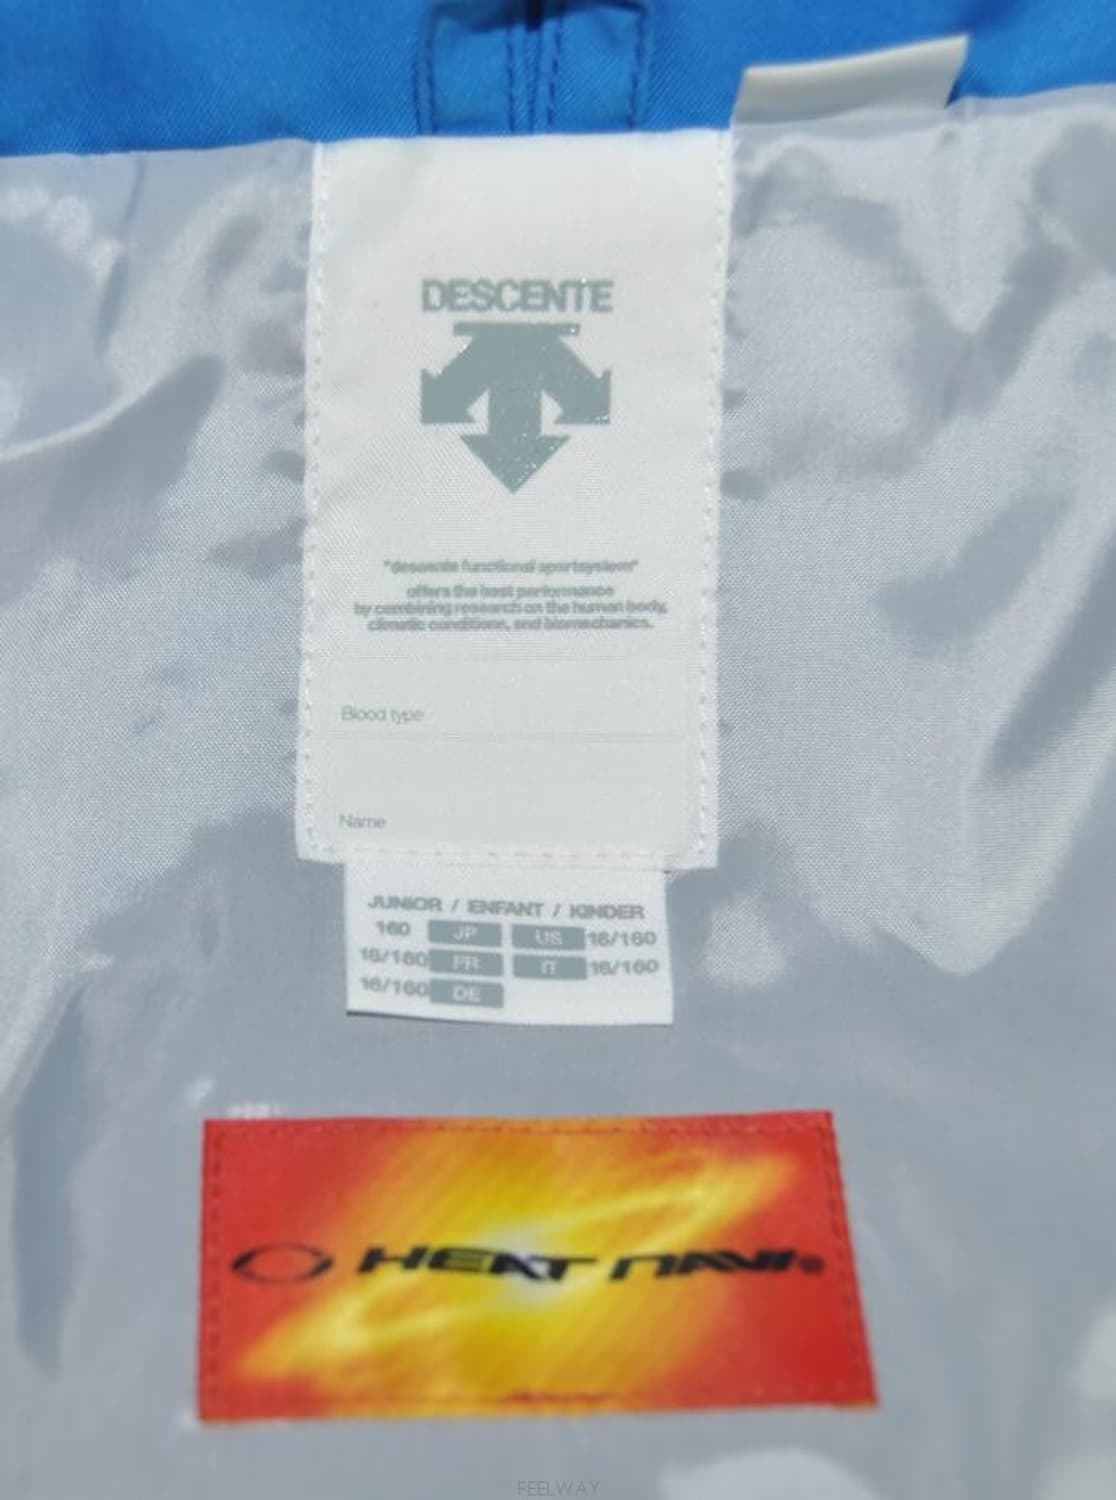 DESCENTE
"descente functional sportsystem"
offers the best performance
by combining research on the human body,
climatic conditions, and biomechanics.
Blood type
Name
JUNIOR / ENFANT / KINDER
160 JP US 16/160
16/160 FR IT 16/160
16/160 DE
HEAT NAVI®
FEELWAY